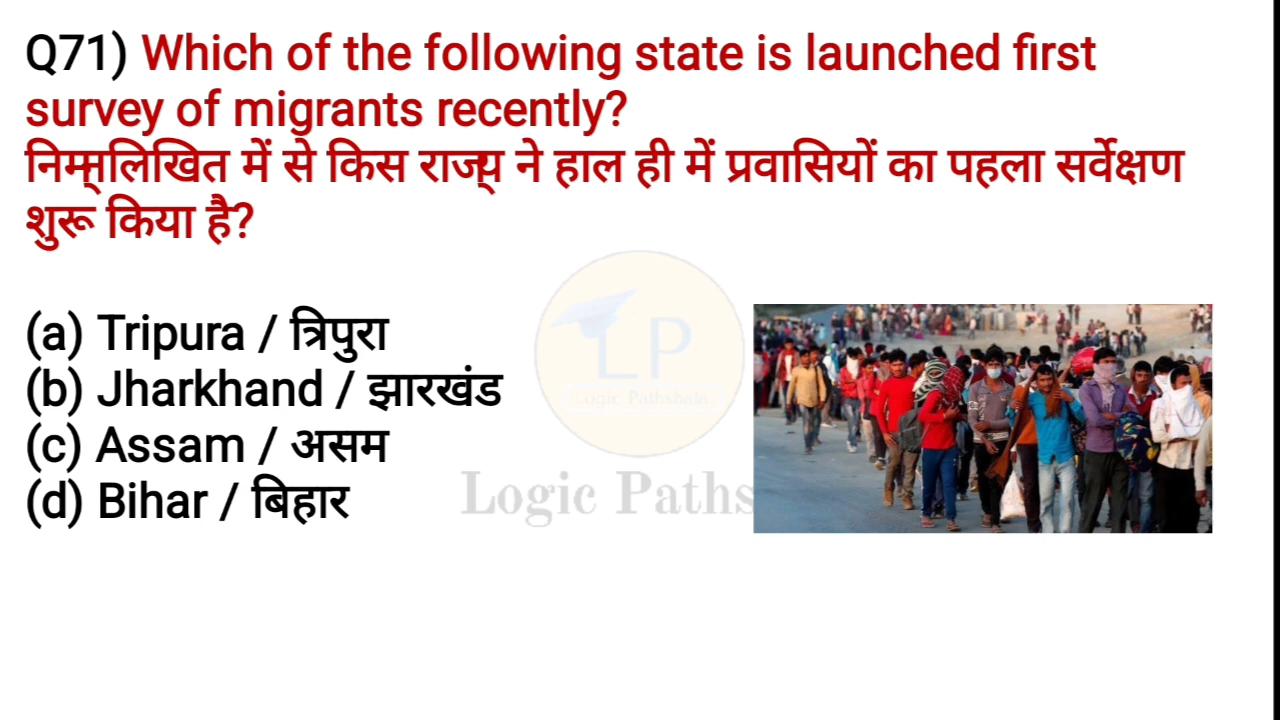 Q71) Which of the following state is launched first
survey of migrants recently?
निम्नलिखित में से किस राज्य ने हाल ही में प्रवासियों का पहला सर्वेक्षण
शुरू किया है?
(a) Tripura / त्रिपुरा
(b) Jharkhand / झारखंड
(c) Assam / असम
(d) Bihar / बिहार
LP
Logic Pathshala
Logic Paths